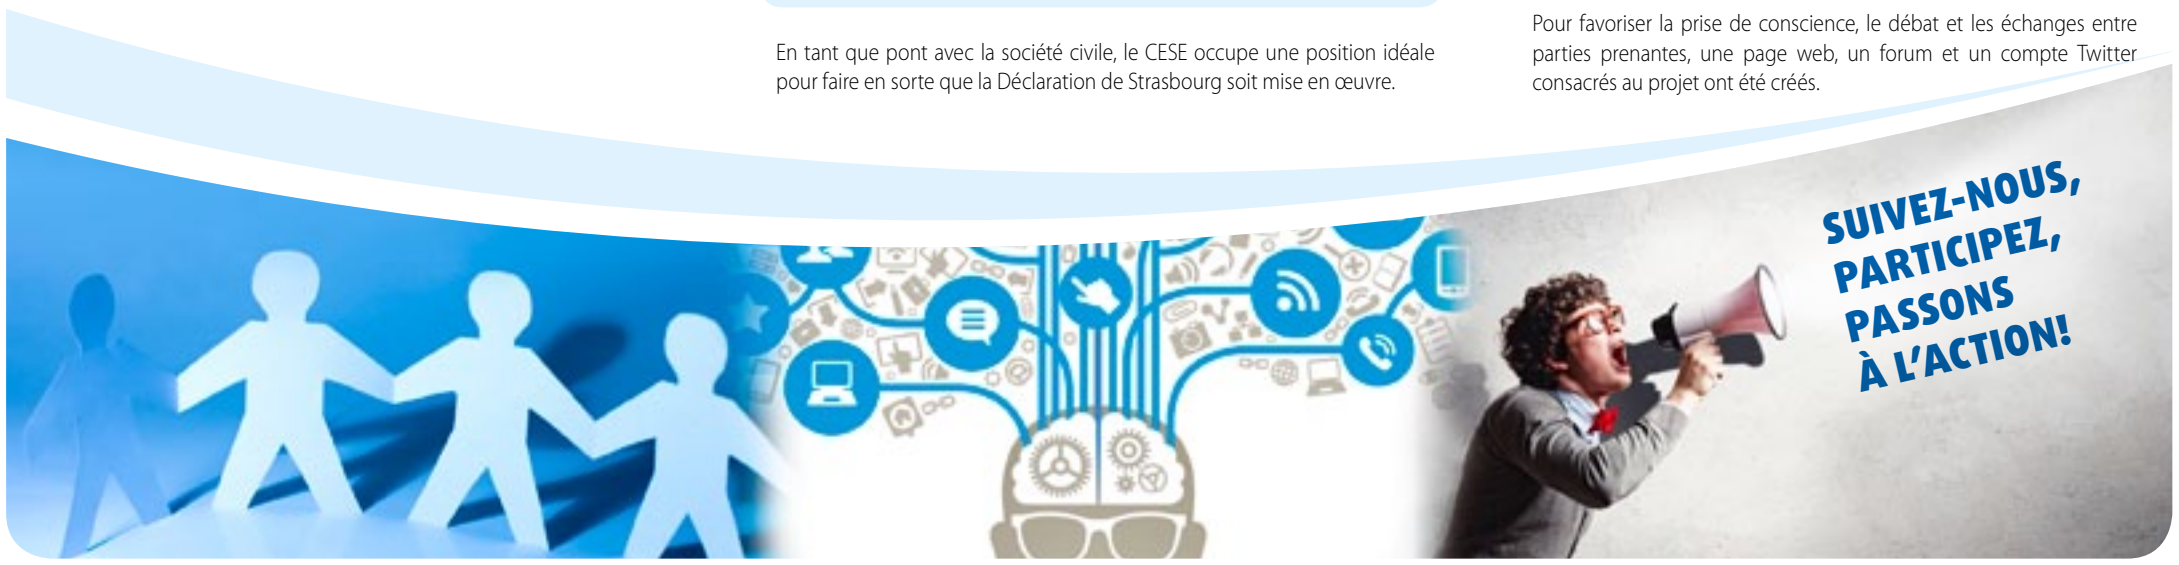 En tant que pont avec la société civile, le CESE occupe une position idéale
pour faire en sorte que la Déclaration de Strasbourg soit mise en œuvre.
Pour favoriser la prise de conscience, le débat et les échanges entre
parties prenantes, une page web, un forum et un compte Twitter
consacrés au projet ont été créés.
SUIVEZ-NOUS,
PARTICIPEZ,
PASSONS
À L’ACTION!